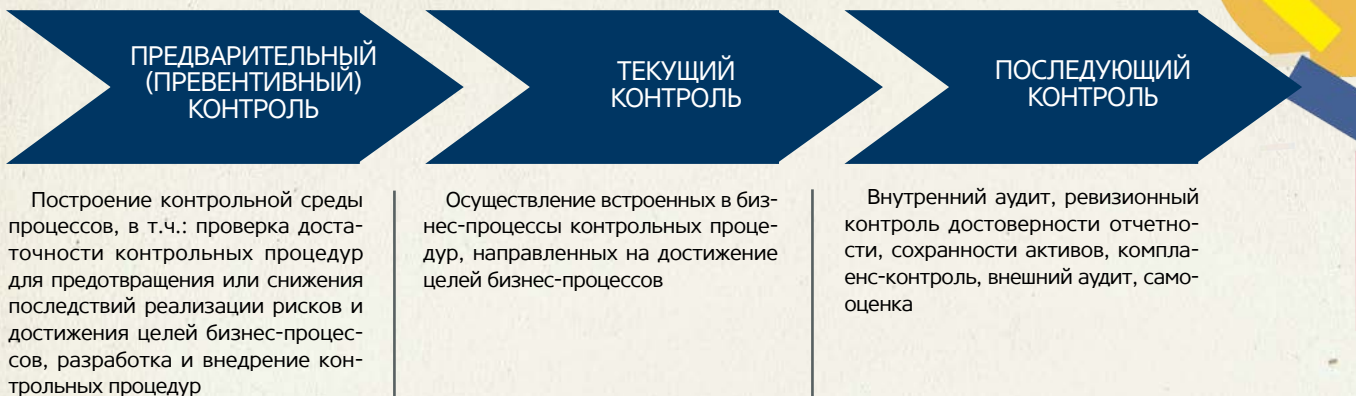 ПРЕДВАРИТЕЛЬНЫЙ
(ПРЕВЕНТИВНЫЙ)
КОНТРОЛЬ
Построение контрольной среды
процессов, в т.ч.: проверка доста-
точности контрольных процедур
для предотвращения или снижения
последствий реализации рисков и
достижения целей бизнес-процес-
сов, разработка и внедрение кон-
трольных процедур
ТЕКУЩИЙ
КОНТРОЛЬ
Осуществление встроенных в биз-
нес-процессы контрольных проце-
дур, направленных на достижение
целей бизнес-процессов
ПОСЛЕДУЮЩИЙ
КОНТРОЛЬ
Внутренний аудит, ревизионный
контроль достоверности отчетно-
сти, сохранности активов, компла-
енс-контроль, внешний аудит, само-
оценка